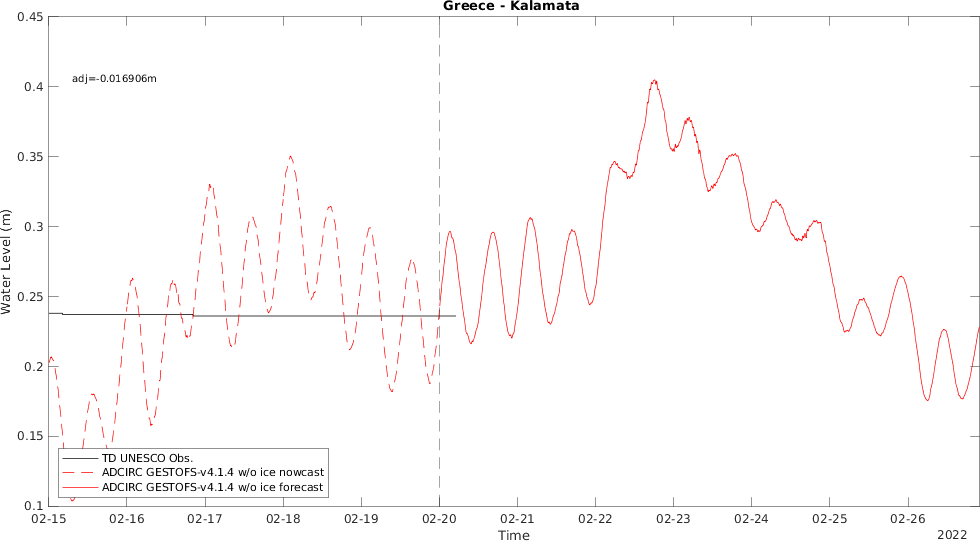 Greece - Kalamata
0.45
adj=-0.016906m
0.4
0.35
0.3
0.25
0.2
0.15
0.1
Water Level (m)
TD UNESCO Obs.
ADCIRC GESTOFS-v4.1.4 w/o ice nowcast
ADCIRC GESTOFS-v4.1.4 w/o ice forecast
02-15 02-16 02-17 02-18 02-19 02-20 02-21 02-22 02-23 02-24 02-25 02-26
Time
2022